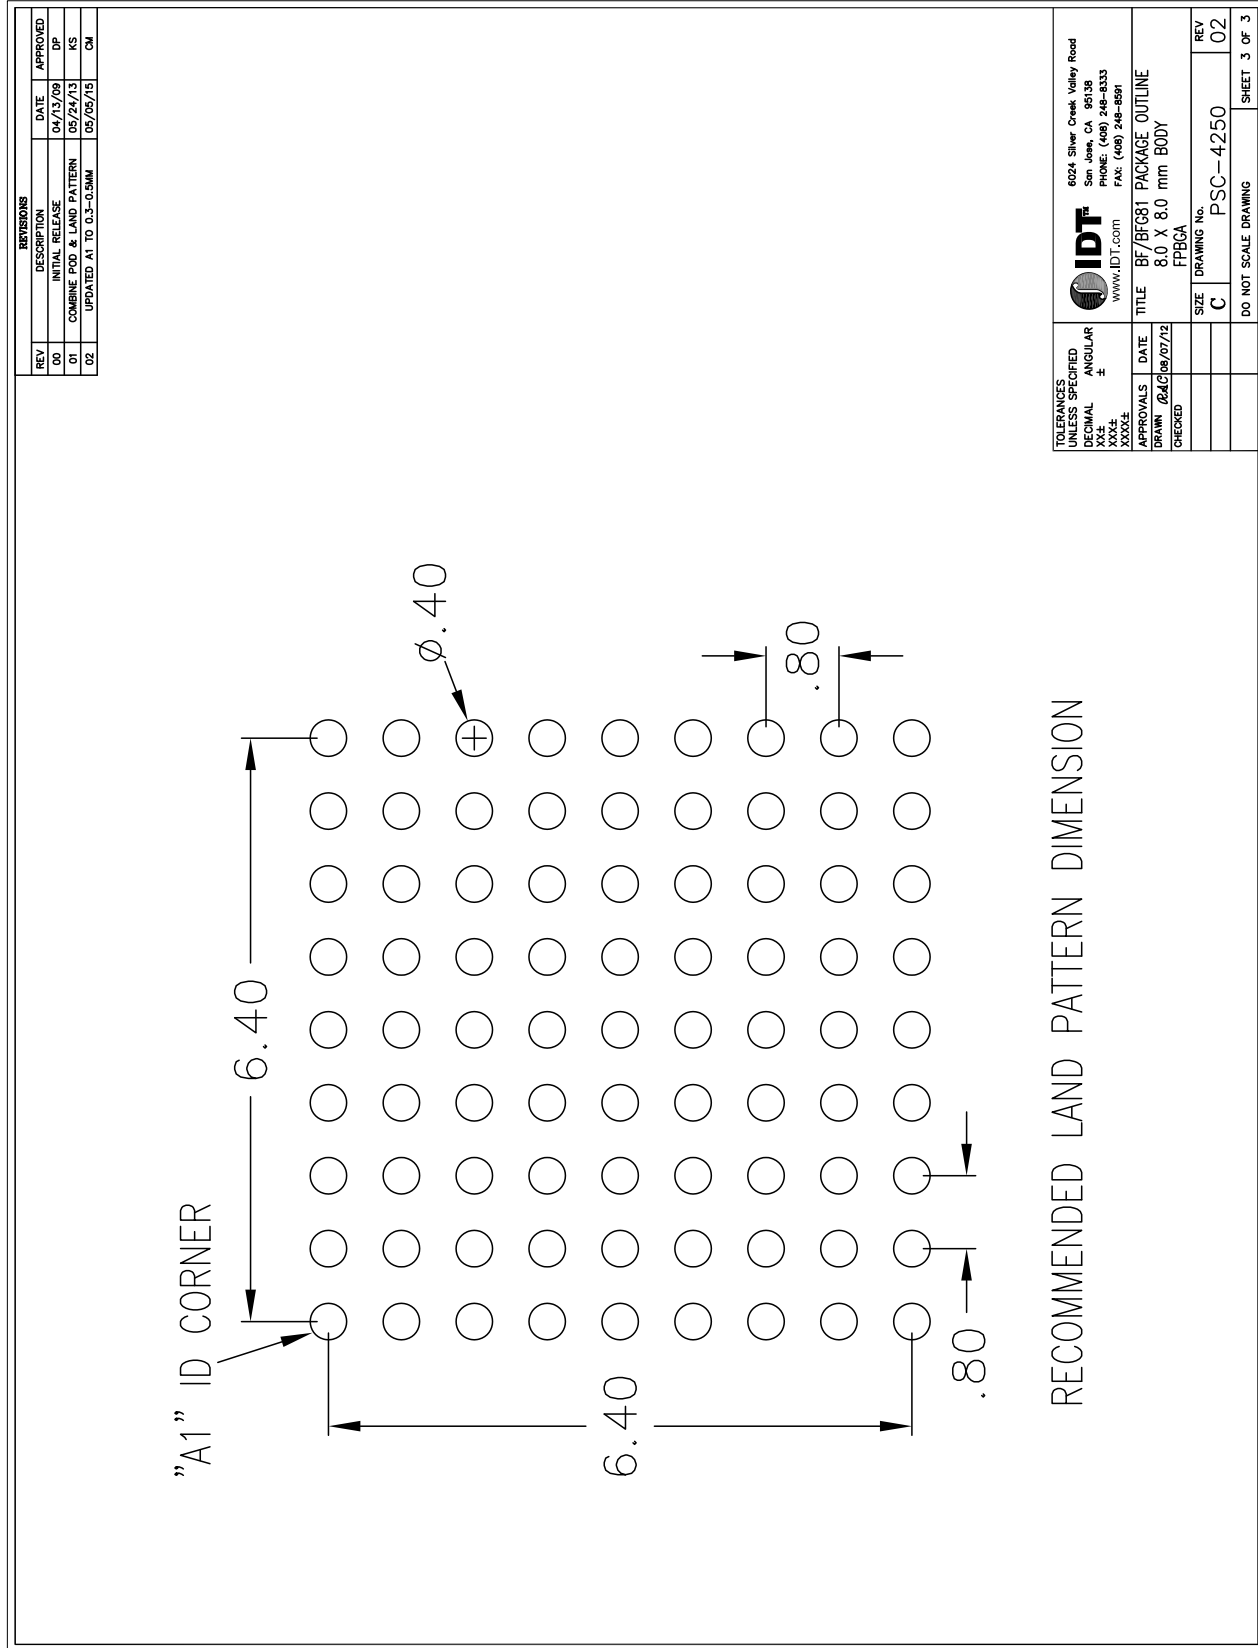 REVISIONS
REV DESCRIPTION DATE APPROVED
00 INITIAL RELEASE 04/13/09 DP
01 COMBINE POD & LAND PATTERN 05/24/13 KS
02 UPDATED A1 TO 0.3-0.5MM 05/05/15 CM
"A1" ID CORNER
6.40
ø.40
6.40
.80
.80
RECOMMENDED LAND PATTERN DIMENSION
TOLERANCES
UNLESS SPECIFIED
DECIMAL ANGULAR
XX± ±
XXX±
XXXX±
APPROVALS DATE
DRAWN RAC 08/07/12
CHECKED
IDT™
www.IDT.com
6024 Silver Creek Valley Road
San Jose, CA 95138
PHONE: (408) 248-8333
FAX: (408) 248-8591
TITLE BF/BFG81 PACKAGE OUTLINE
8.0 X 8.0 mm BODY
FPBGA
SIZE DRAWING No. REV
C PSC-4250 02
DO NOT SCALE DRAWING SHEET 3 OF 3